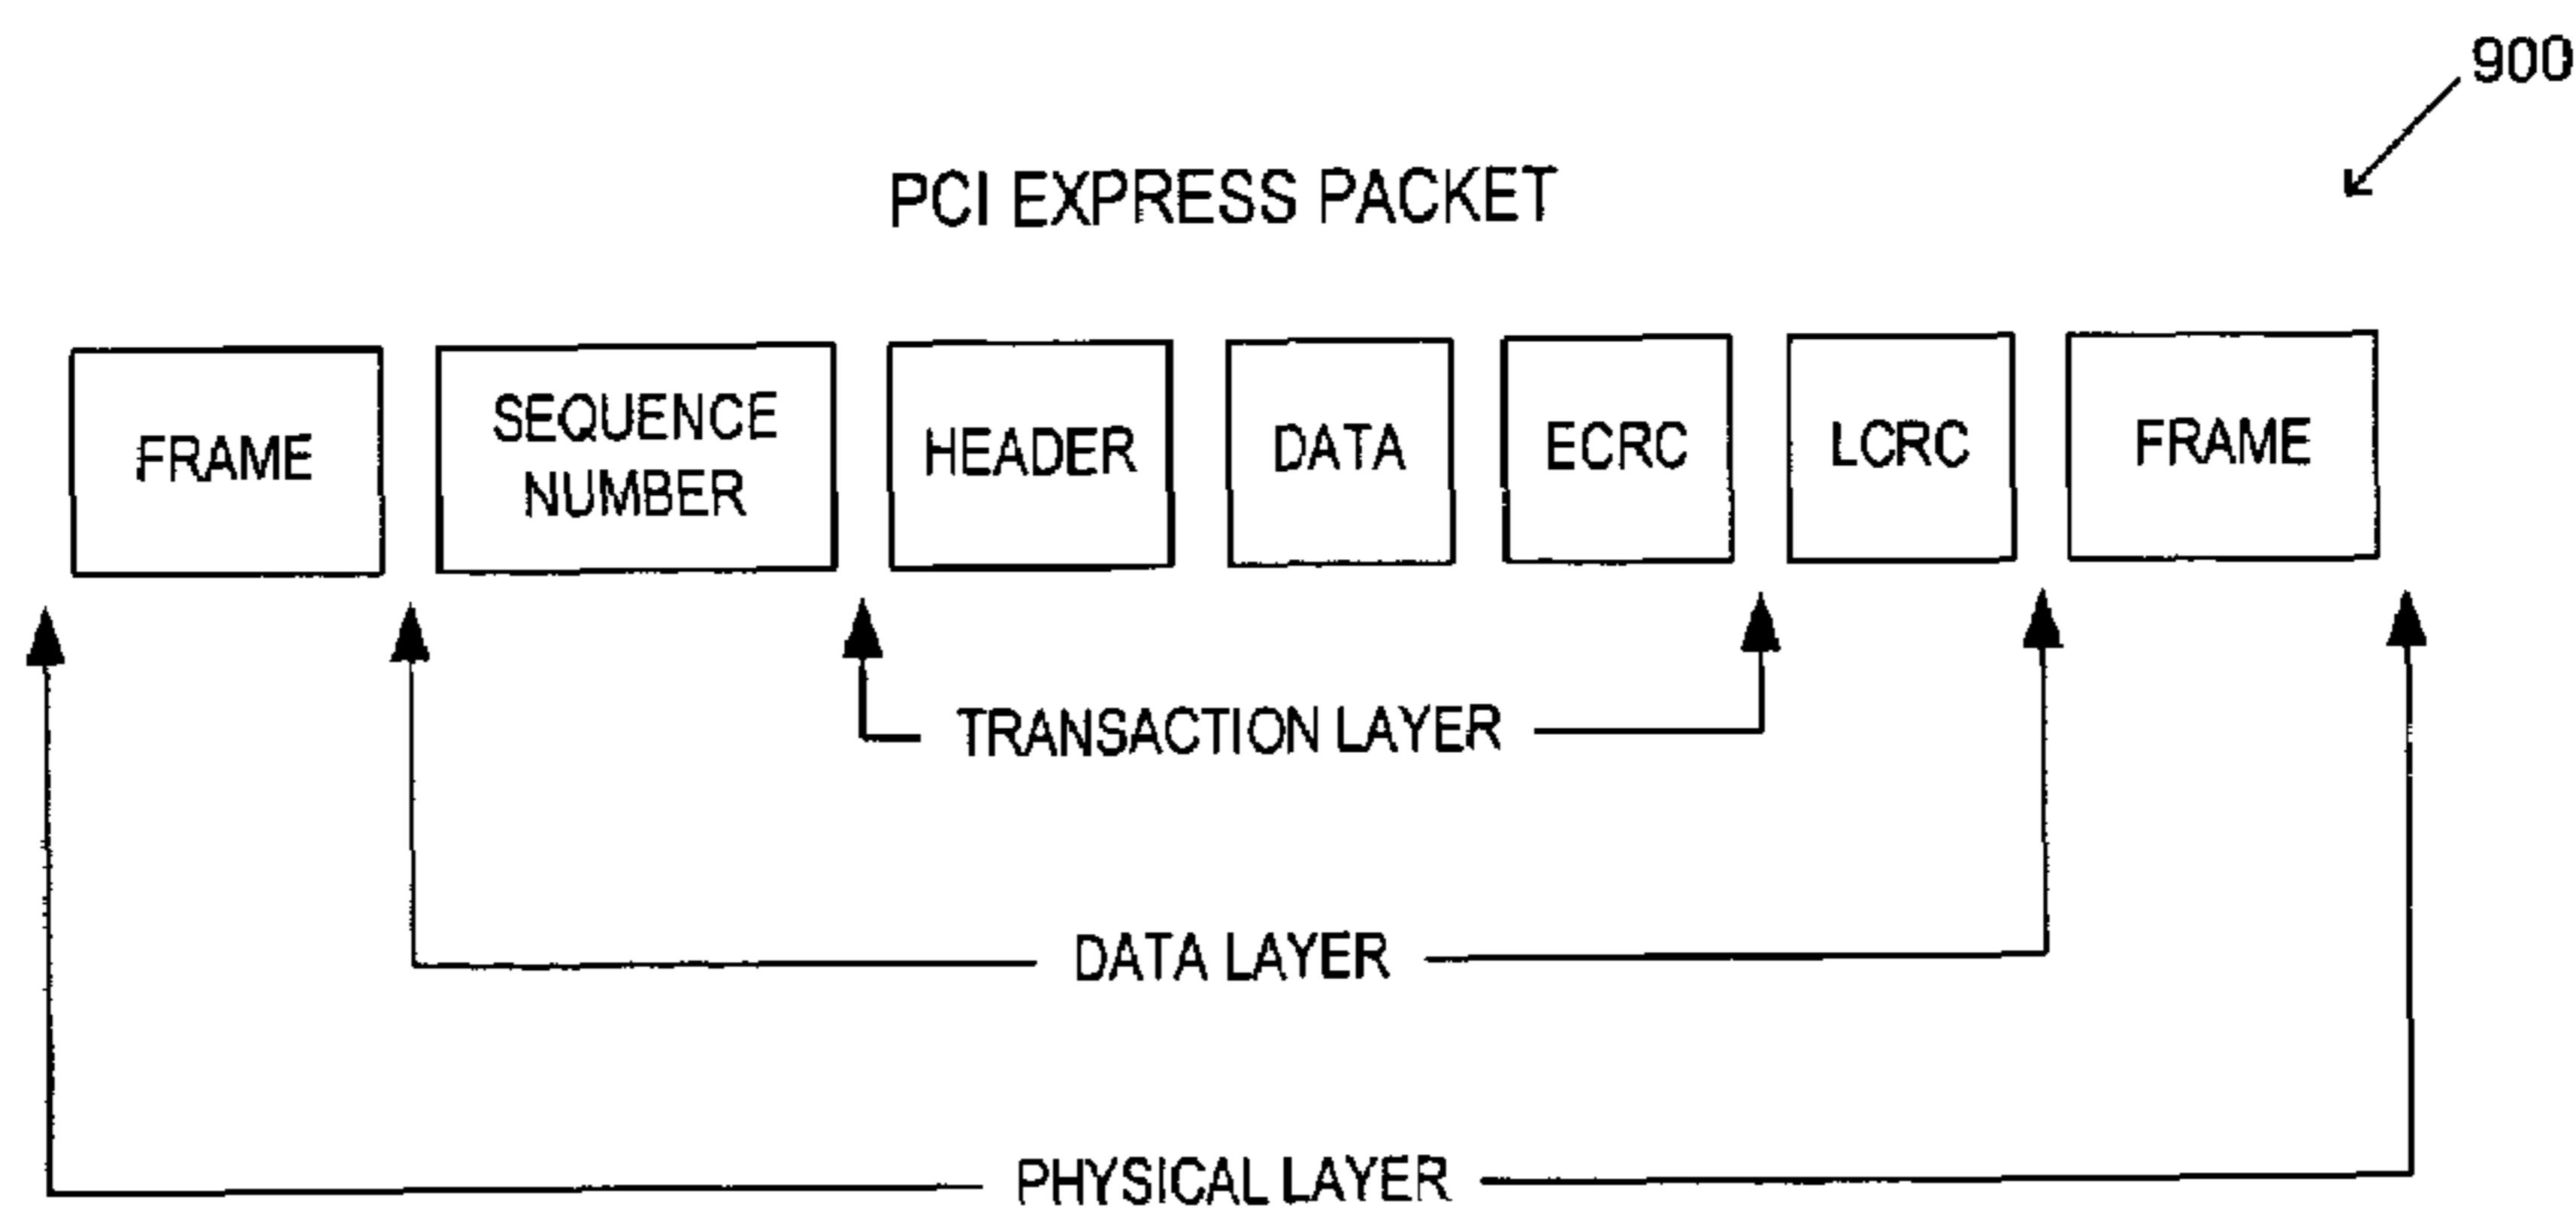 900
PCI EXPRESS PACKET
FRAME
SEQUENCE
NUMBER
HEADER
DATA
ECRC
LCRC
FRAME
TRANSACTION LAYER
DATA LAYER
PHYSICAL LAYER